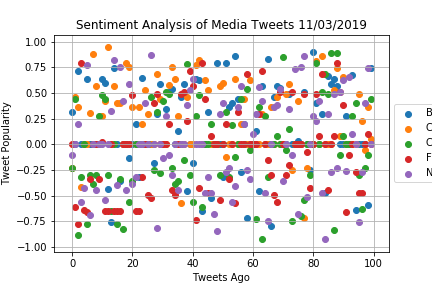 Sentiment Analysis of Media Tweets 11/03/2019
Tweet Popularity
1.00
0.75
0.50
0.25
0.00
−0.25
−0.50
−0.75
−1.00
0
20
40
60
80
100
Tweets Ago
B
C
C
F
N